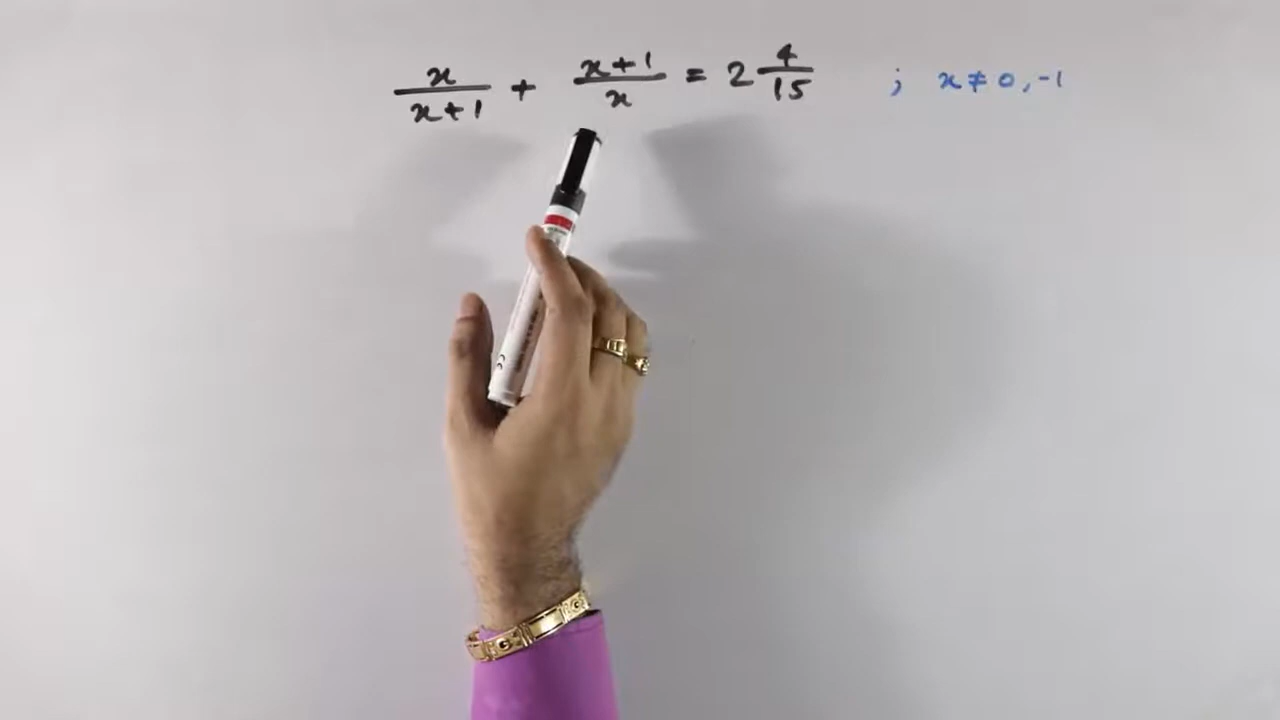 x/(x+1) + (x+1)/x = 2 4/15 ; x ≠ 0, -1